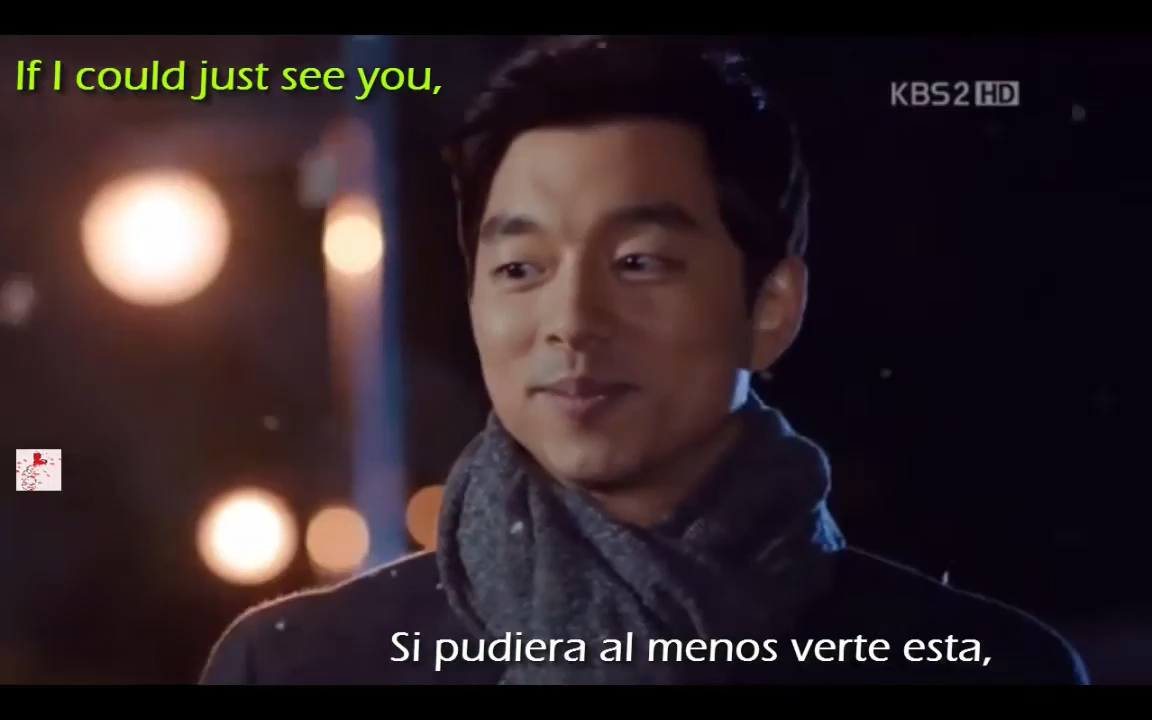 If I could just see you,
KBS2 HD
Si pudiera al menos verte esta,